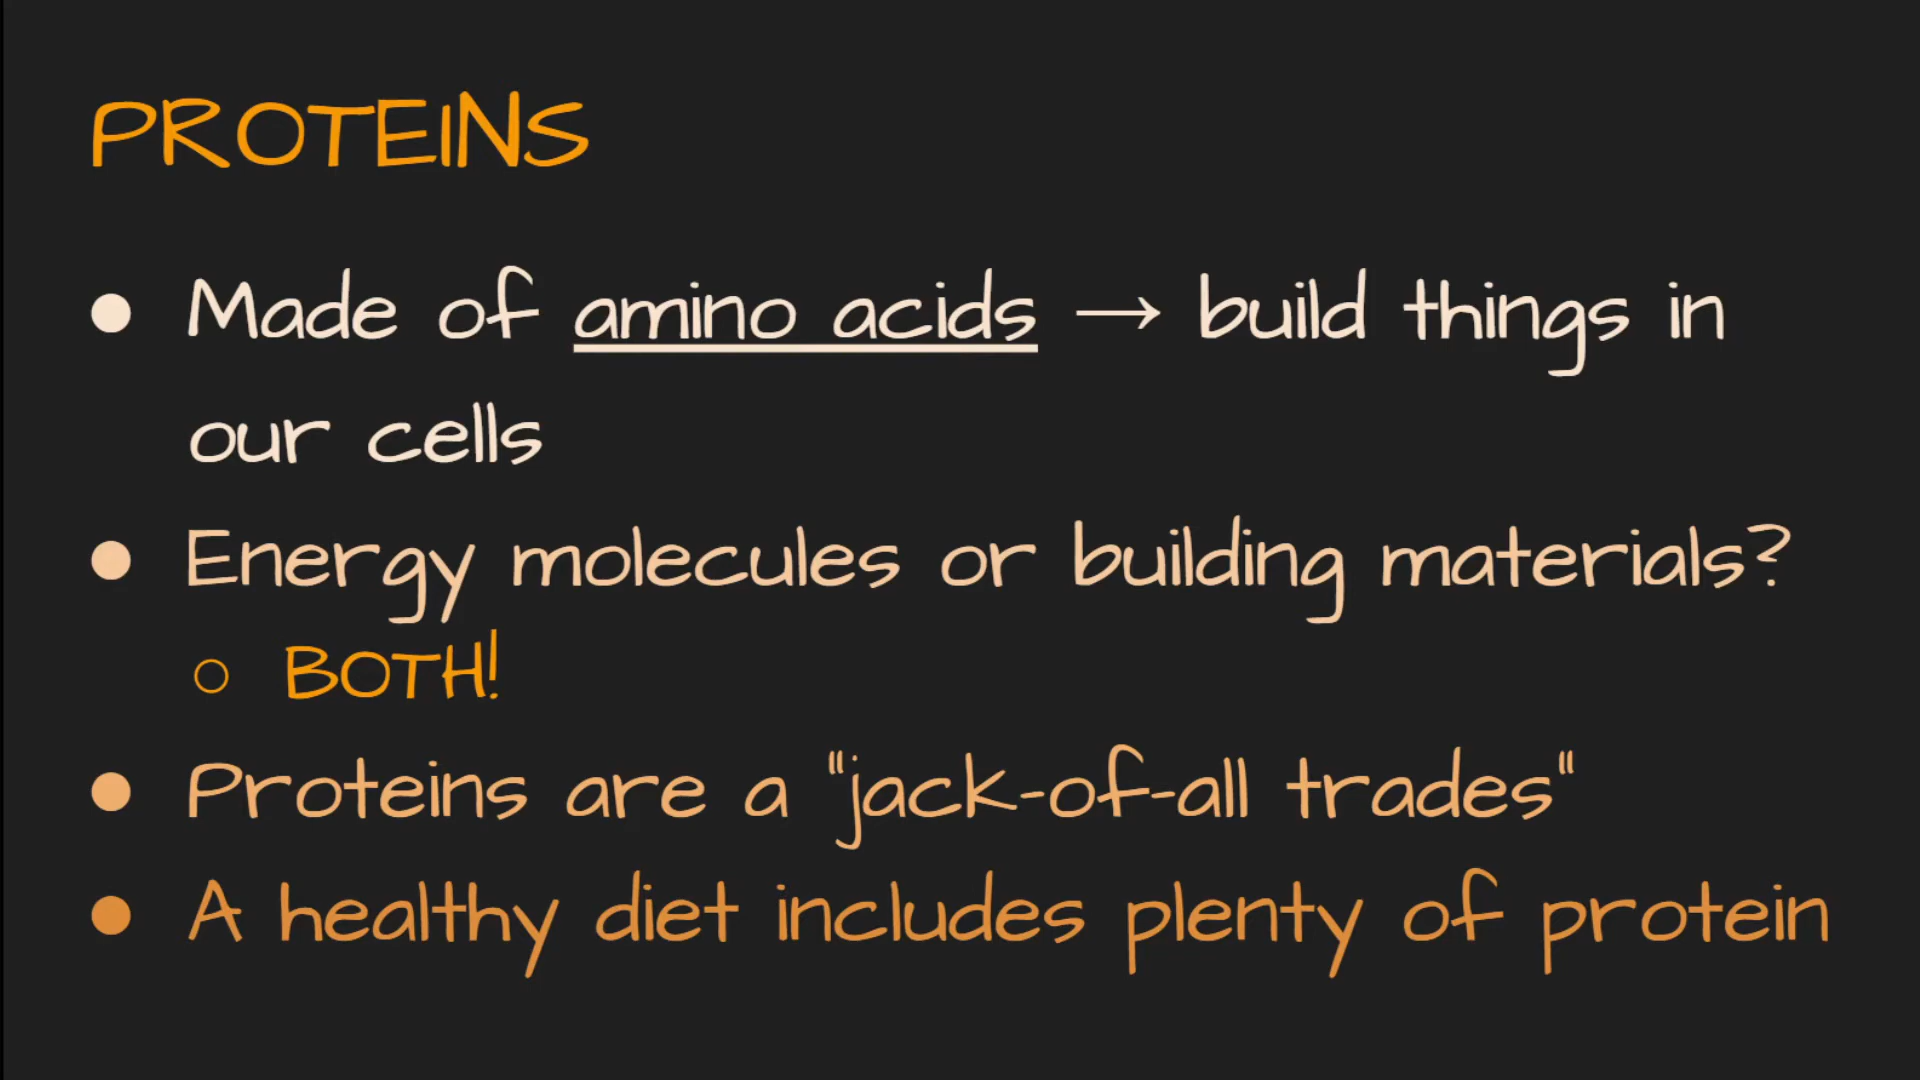 PROTEINS
● Made of amino acids → build things in
our cells
● Energy molecules or building materials?
○ BOTH!
● Proteins are a "jack-of-all trades"
● A healthy diet includes plenty of protein